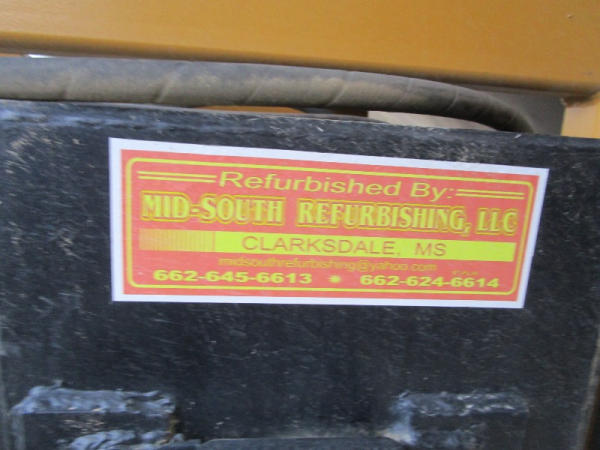 Refurbished By:
MID-SOUTH REFURBISHING, LLC
CLARKSDALE, MS
midsouthrefurbishing@yahoo.com
662-645-6613 * 662-624-6614